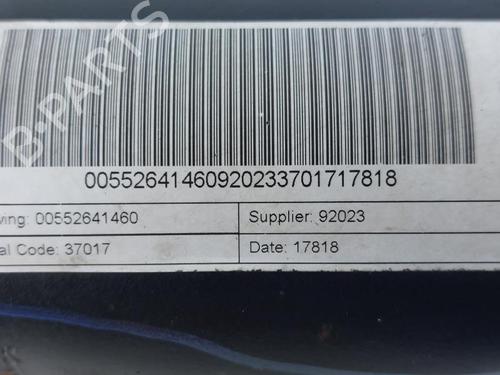 B-PARTS
00552641460920233701717818
wing: 00552641460
Supplier: 92023
al Code: 37017
Date: 17818